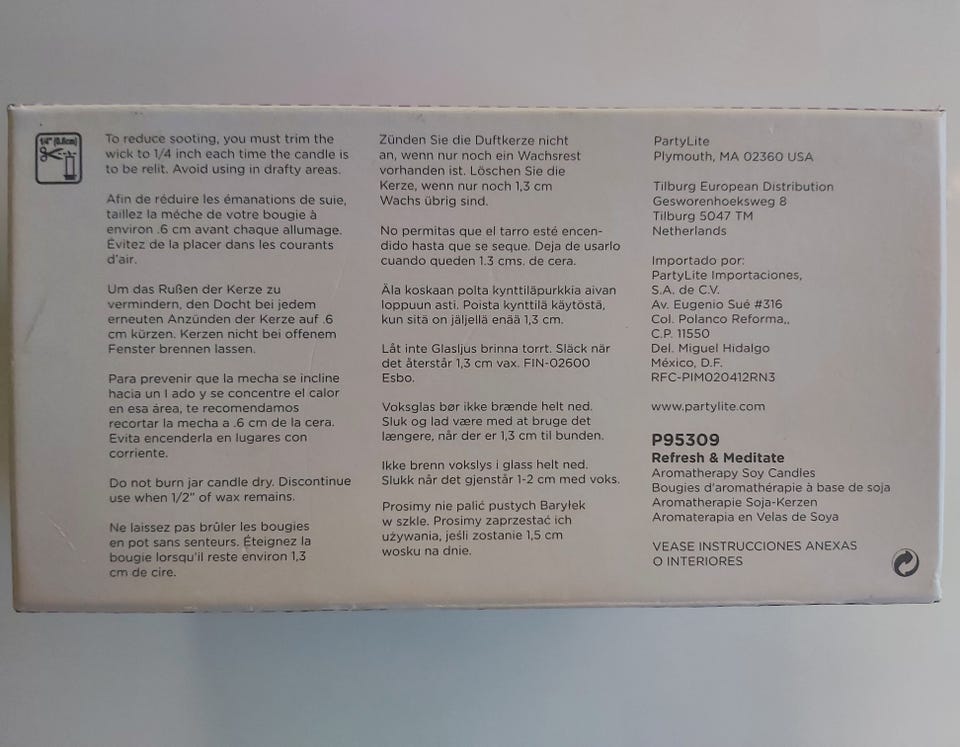 1/4" (0.6cm)
To reduce sooting, you must trim the
wick to 1/4 inch each time the candle is
to be relit. Avoid using in drafty areas.
Afin de réduire les émanations de suie,
taillez la méche de votre bougie à
environ .6 cm avant chaque allumage.
Évitez de la placer dans les courants
d'air.
Um das Rußen der Kerze zu
vermindern, den Docht bei jedem
erneuten Anzünden der Kerze auf .6
cm kürzen. Kerzen nicht bei offenem
Fenster brennen lassen.
Para prevenir que la mecha se incline
hacia un l ado y se concentre el calor
en esa área, te recomendamos
recortar la mecha a .6 cm de la cera.
Evita encenderla en lugares con
corriente.
Do not burn jar candle dry. Discontinue
use when 1/2" of wax remains.
Ne laissez pas brûler les bougies
en pot sans senteurs. Éteignez la
bougie lorsqu'il reste environ 1,3
cm de cire.
Zünden Sie die Duftkerze nicht
an, wenn nur noch ein Wachsrest
vorhanden ist. Löschen Sie die
Kerze, wenn nur noch 1,3 cm
Wachs übrig sind.
No permitas que el tarro esté encen-
dido hasta que se seque. Deja de usarlo
cuando queden 1.3 cms. de cera.
Äla koskaan polta kynttiläpurkkia aivan
loppuun asti. Poista kynttilä käytöstä,
kun sitä on jäljellä enää 1,3 cm.
Låt inte Glasljus brinna torrt. Släck när
det återstår 1,3 cm vax. FIN-02600
Esbo.
Voksglas bør ikke brænde helt ned.
Sluk og lad være med at bruge det
længere, når der er 1,3 cm til bunden.
Ikke brenn vokslys i glass helt ned.
Slukk når det gjenstår 1-2 cm med voks.
Prosimy nie palić pustych Baryłek
w szkle. Prosimy zaprzestać ich
używania, jeśli zostanie 1,5 cm
wosku na dnie.
PartyLite
Plymouth, MA 02360 USA
Tilburg European Distribution
Gesworenhoeksweg 8
Tilburg 5047 TM
Netherlands
Importado por:
PartyLite Importaciones,
S.A. de C.V.
Av. Eugenio Sué #316
Col. Polanco Reforma,,
C.P. 11550
Del. Miguel Hidalgo
México, D.F.
RFC-PIM020412RN3
www.partylite.com
P95309
Refresh & Meditate
Aromatherapy Soy Candles
Bougies d'aromathérapie à base de soja
Aromatherapie Soja-Kerzen
Aromaterapia en Velas de Soya
VEASE INSTRUCCIONES ANEXAS
O INTERIORES